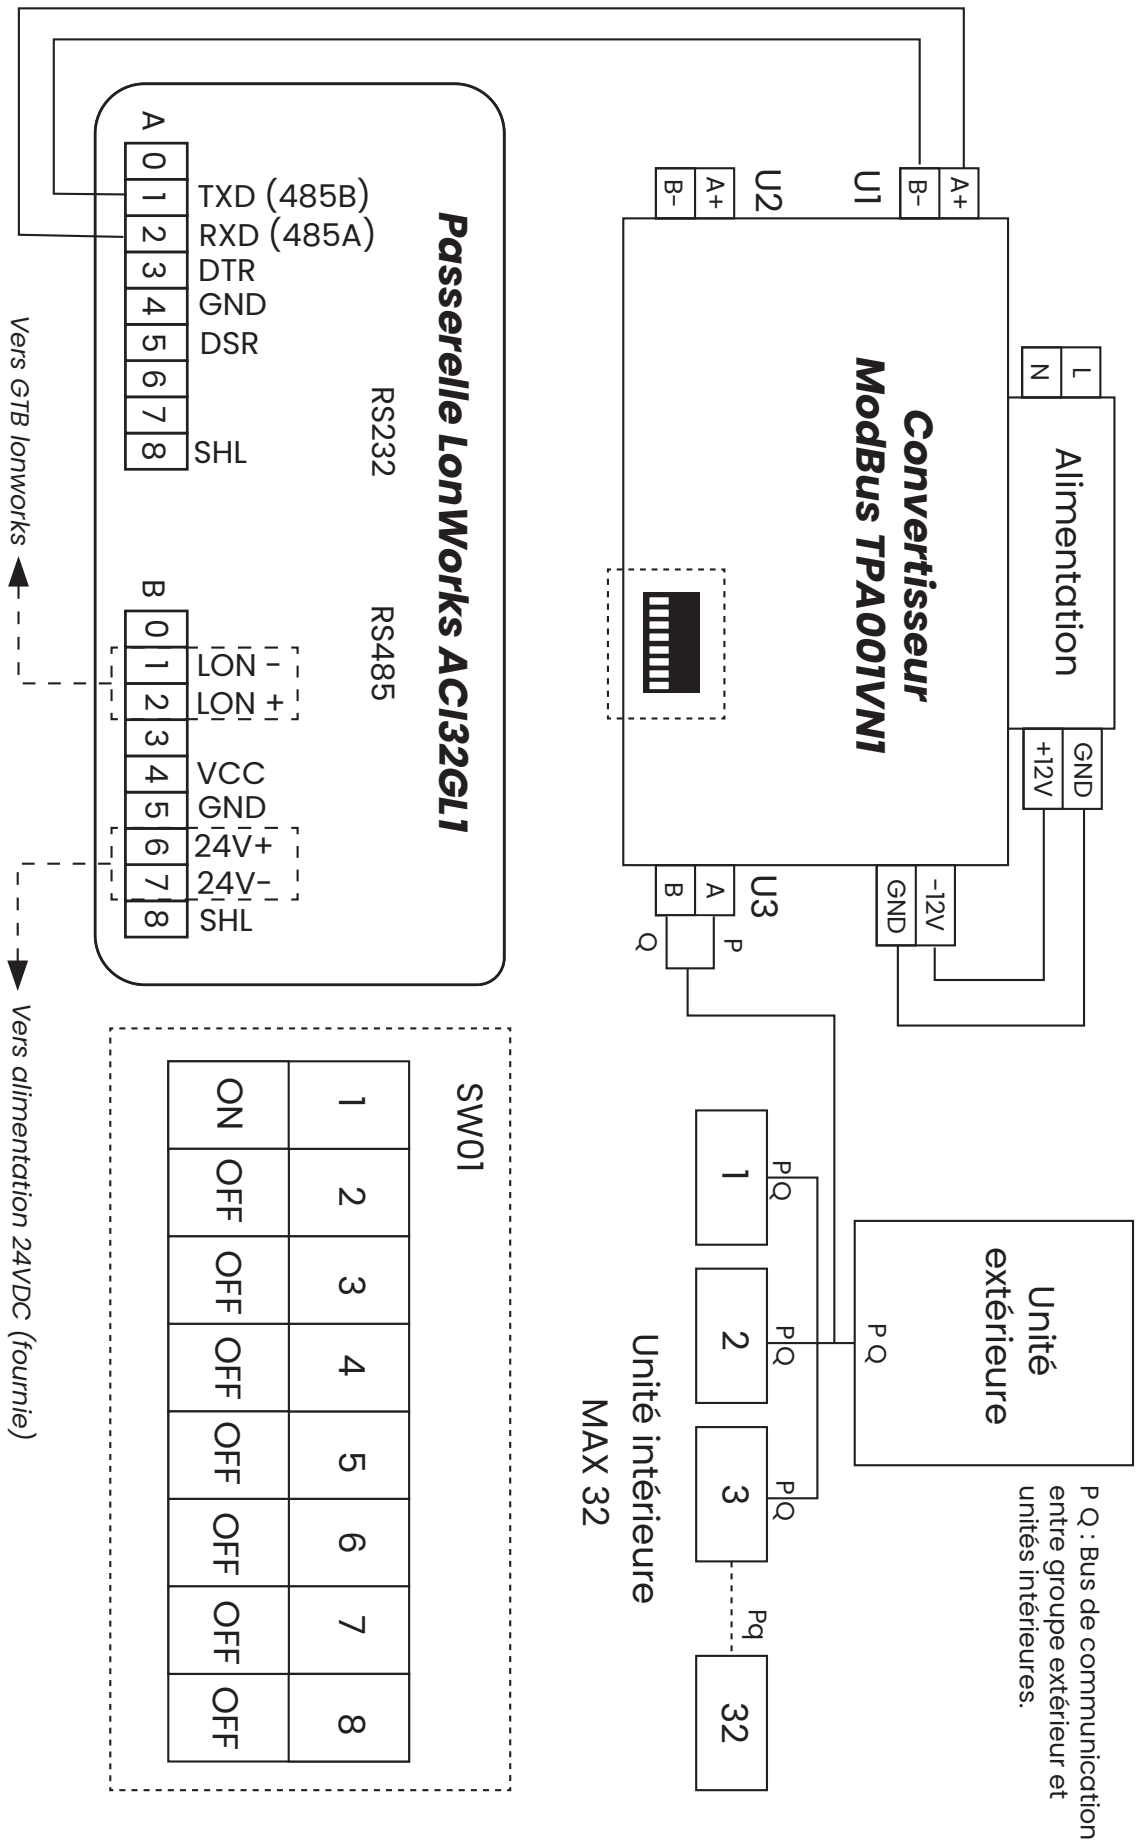 P Q : Bus de communication
entre groupe extérieur et
unités intérieures.
L
N
Alimentation
GND
+12V
Unité
extérieure
P Q
A+
B-
U1
Convertisseur
ModBus TPA001VN1
-12V
GND
U2
A+
B-
U3
A
B
P
Q
P Q
P Q
P Q
Pq
1
2
3
32
Unité intérieure
MAX 32
Passerelle LonWorks ACI32GL1
RS232
RS485
TXD (485B)
RXD (485A)
DTR
GND
DSR
SHL
LON -
LON +
VCC
GND
24V+
24V-
SHL
A
0
1
2
3
4
5
6
7
8
B
0
1
2
3
4
5
6
7
8
SW01
1 2 3 4 5 6 7 8
ON OFF OFF OFF OFF OFF OFF OFF
Vers GTB lonworks
Vers alimentation 24VDC (fournie)